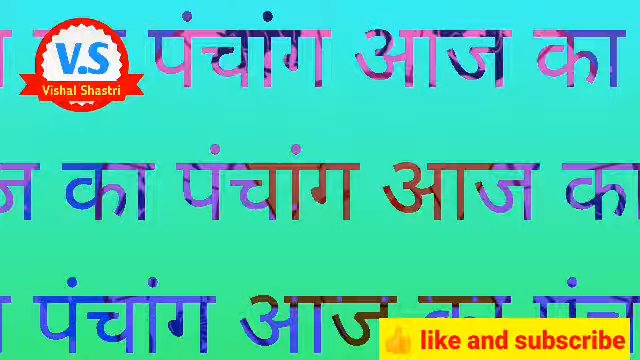 V.S
Vishal Shastri
पंचांग आज का
का पंचांग आज का
पंचांग आज का
like and subscribe